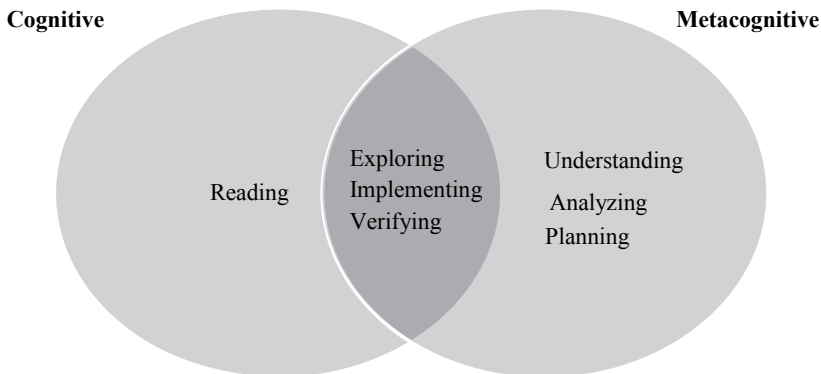 Cognitive
Metacognitive
Reading
Exploring
Implementing
Verifying
Understanding
Analyzing
Planning